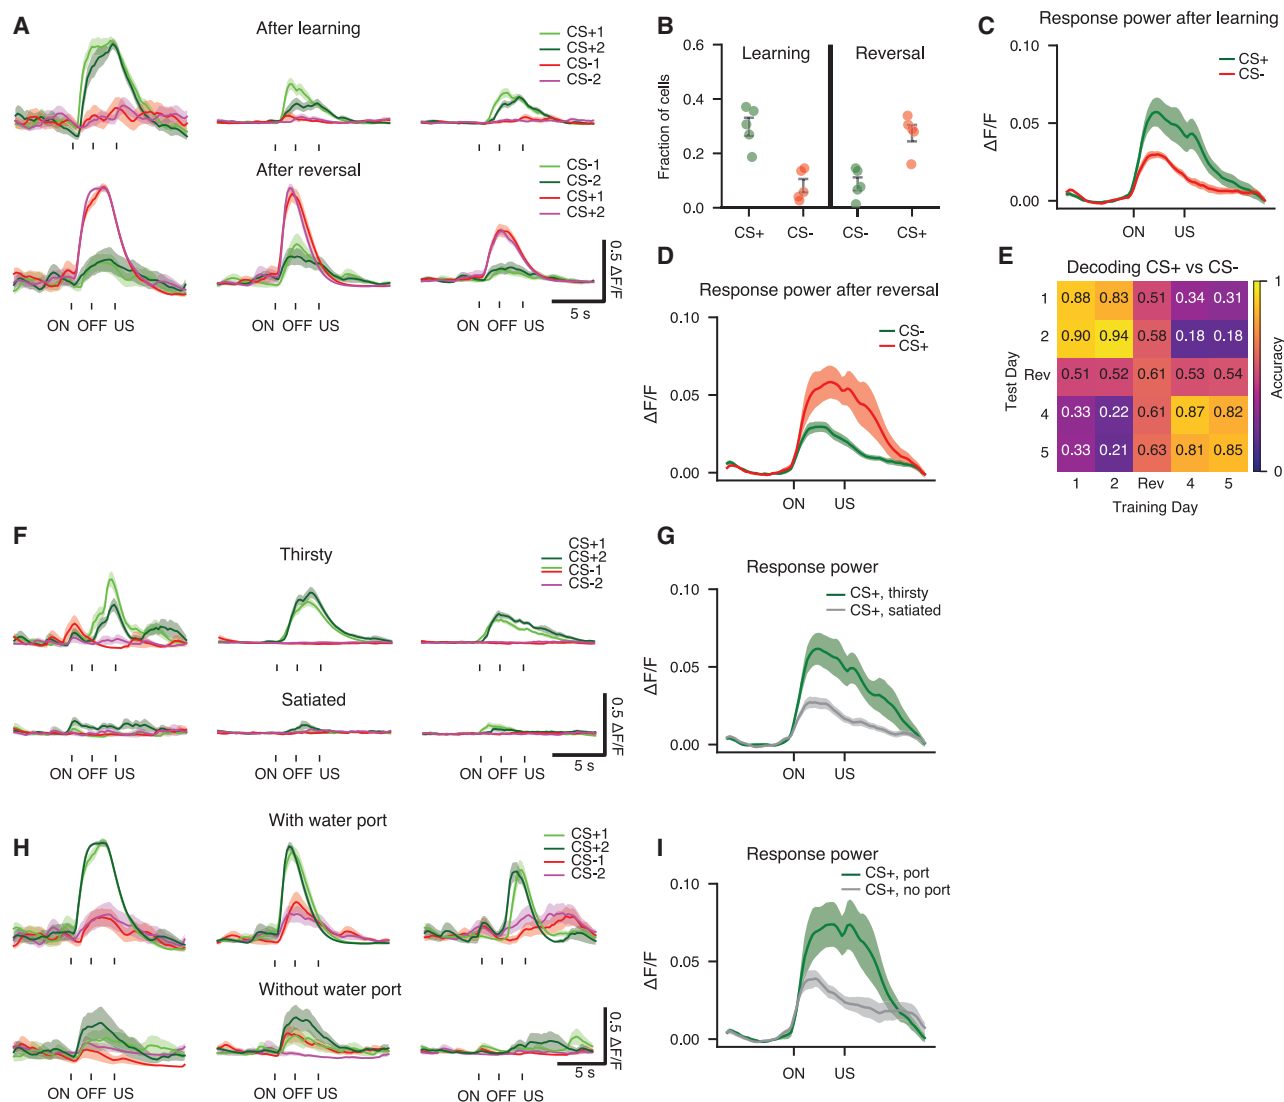 A
After learning
CS+1
CS+2
CS-1
CS-2
After reversal
CS-1
CS-2
CS+1
CS+2
0.5 ΔF/F
5 s
ON OFF US
B
0.6
0.4
0.2
0.0
Fraction of cells
Learning
Reversal
CS+ CS- CS- CS+
C
Response power after learning
CS+
CS-
0.10
0.05
0.00
ΔF/F
ON US
D
Response power after reversal
CS-
CS+
0.10
0.05
0.00
ΔF/F
ON US
E
Decoding CS+ vs CS-
1 0.88 0.83 0.51 0.34 0.31
2 0.90 0.94 0.58 0.18 0.18
Rev 0.51 0.52 0.61 0.53 0.54
4 0.33 0.22 0.61 0.87 0.82
5 0.33 0.21 0.63 0.81 0.85
1 2 Rev 4 5
Training Day
Test Day
1
0
Accuracy
F
Thirsty
CS+1
CS+2
CS-1
CS-2
Satiated
0.5 ΔF/F
5 s
ON OFF US
ON OFF US
ON OFF US
G
Response power
CS+, thirsty
CS+, satiated
0.10
0.05
0.00
ΔF/F
ON US
H
With water port
CS+1
CS+2
CS-1
CS-2
Without water port
0.5 ΔF/F
5 s
ON OFF US
ON OFF US
ON OFF US
I
Response power
CS+, port
CS+, no port
0.10
0.05
0.00
ΔF/F
ON US